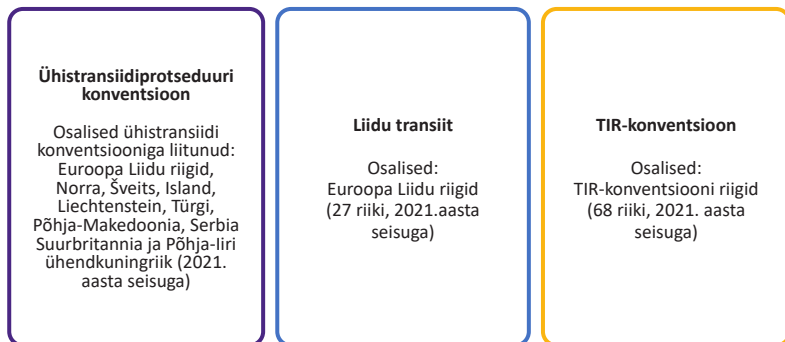 Ühistransiidiprotseduuri
konventsioon
Osalised ühistransiidi
konventsiooniga liitunud:
Euroopa Liidu riigid,
Norra, Šveits, Island,
Liechtenstein, Türgi,
Põhja-Makedoonia, Serbia
Suurbritannia ja Põhja-Iiri
ühendkuningriik (2021.
aasta seisuga)
Liidu transiit
Osalised:
Euroopa Liidu riigid
(27 riiki, 2021.aasta
seisuga)
TIR-konventsioon
Osalised:
TIR-konventsiooni riigid
(68 riiki, 2021. aasta
seisuga)